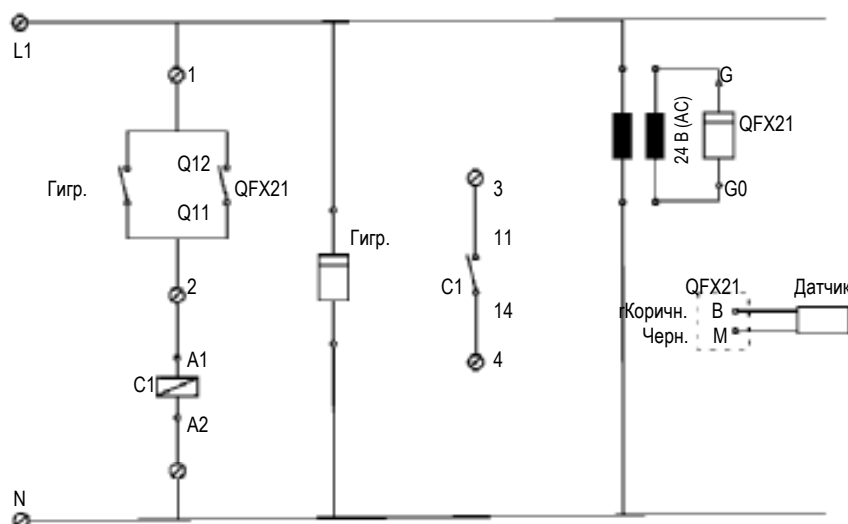 L1
1
G
24 В (AC)
QFX21
Гигр.
Q12
QFX21
G0
Q11
3
11
Гигр.
C1
14
4
2
QFX21
Датчик
гКоричн.
B
Черн.
M
A1
C1
A2
N